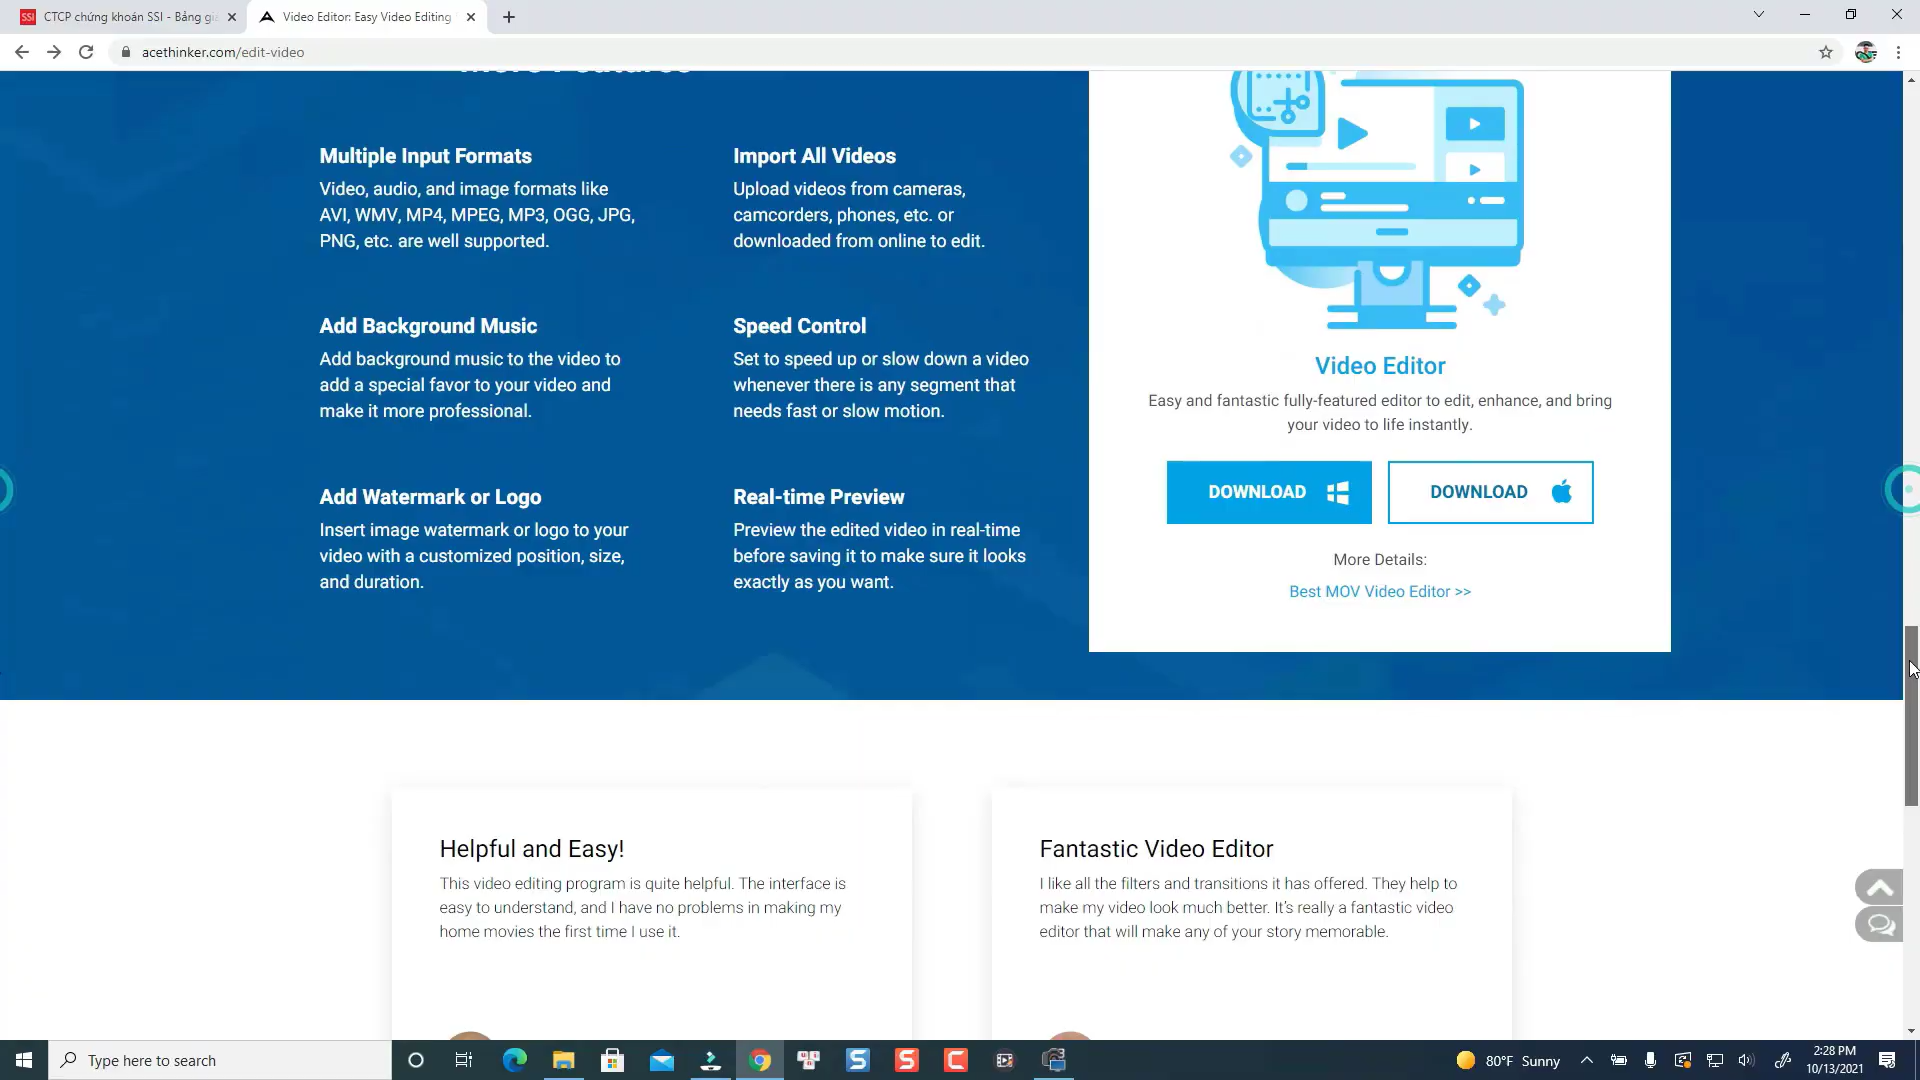 SSI CTCP chứng khoán SSI - Bảng gi
Video Editor: Easy Video Editing
acethinker.com/edit-video
More Features
Multiple Input Formats
Video, audio, and image formats like
AVI, WMV, MP4, MPEG, MP3, OGG, JPG,
PNG, etc. are well supported.
Import All Videos
Upload videos from cameras,
camcorders, phones, etc. or
downloaded from online to edit.
Add Background Music
Add background music to the video to
add a special favor to your video and
make it more professional.
Speed Control
Set to speed up or slow down a video
whenever there is any segment that
needs fast or slow motion.
Add Watermark or Logo
Insert image watermark or logo to your
video with a customized position, size,
and duration.
Real-time Preview
Preview the edited video in real-time
before saving it to make sure it looks
exactly as you want.
Video Editor
Easy and fantastic fully-featured editor to edit, enhance, and bring
your video to life instantly.
DOWNLOAD
DOWNLOAD
More Details:
Best MOV Video Editor >>
Helpful and Easy!
This video editing program is quite helpful. The interface is
easy to understand, and I have no problems in making my
home movies the first time I use it.
Fantastic Video Editor
I like all the filters and transitions it has offered. They help to
make my video look much better. It's really a fantastic video
editor that will make any of your story memorable.
Type here to search
80°F Sunny
2:28 PM
10/13/2021